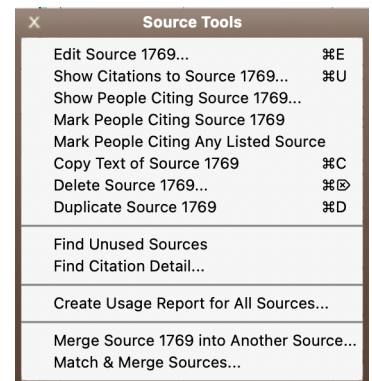 X Source Tools
Edit Source 1769... ⌘E
Show Citations to Source 1769... ⌘U
Show People Citing Source 1769...
Mark People Citing Source 1769
Mark People Citing Any Listed Source
Copy Text of Source 1769 ⌘C
Delete Source 1769... ⌘⌦
Duplicate Source 1769 ⌘D
Find Unused Sources
Find Citation Detail...
Create Usage Report for All Sources...
Merge Source 1769 into Another Source...
Match & Merge Sources...